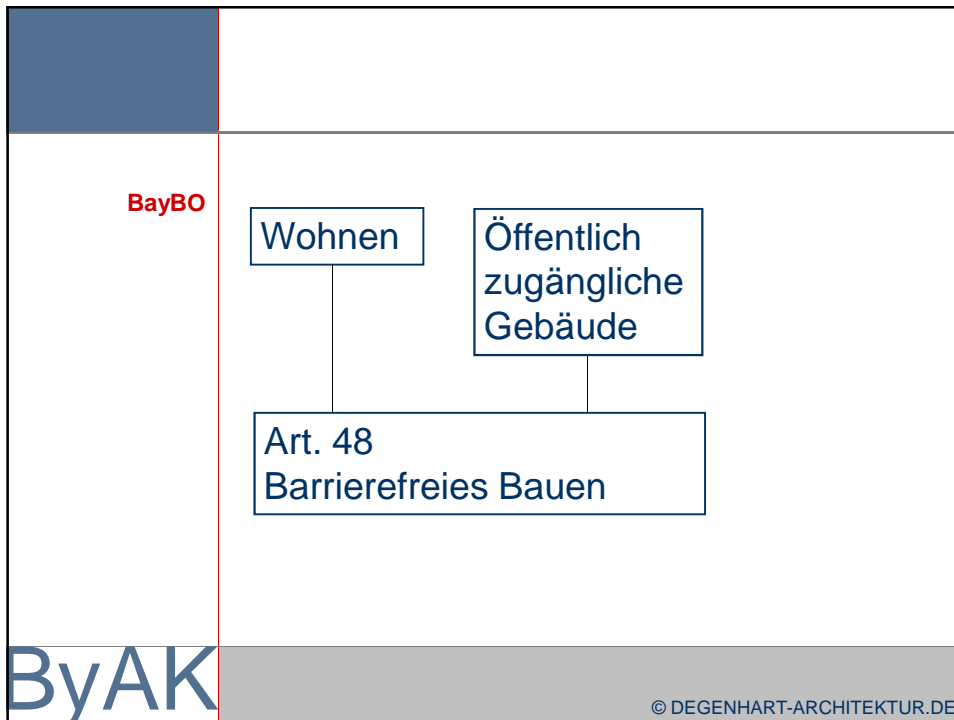 BayBO
Wohnen
Öffentlich
zugängliche
Gebäude
Art. 48
Barrierefreies Bauen
ByAK
© DEGENHART-ARCHITEKTUR.DE